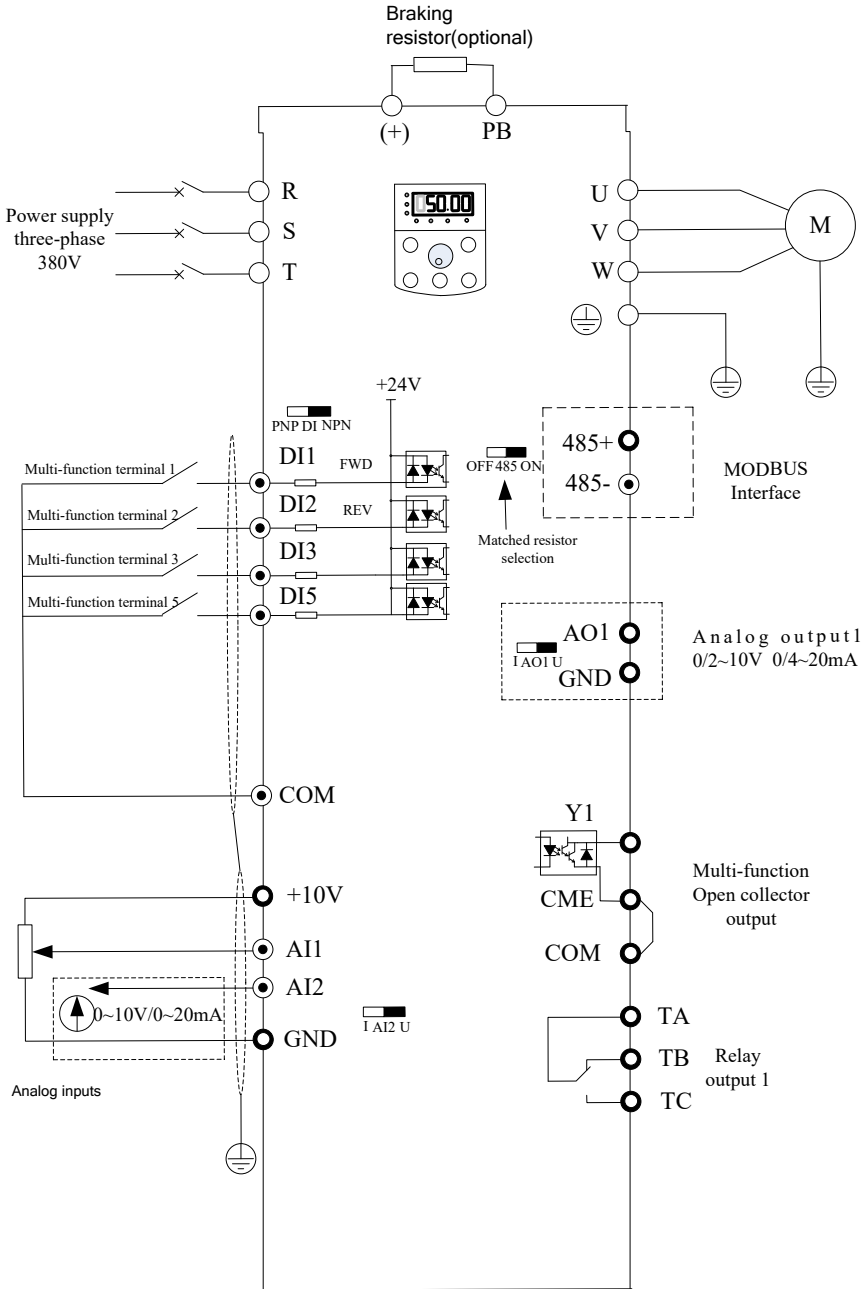 Braking
resistor(optional)
(+)
PB
R
S
T
Power supply
three-phase
380V
50.00
U
V
W
M
+24V
PNP DI NPN
Multi-function terminal 1
DI1
FWD
Multi-function terminal 2
DI2
REV
Multi-function terminal 3
DI3
Multi-function terminal 5
DI5
OFF 485 ON
Matched resistor
selection
485+
485-
MODBUS
Interface
I AO1 U
AO1
GND
Analog output1
0/2~10V 0/4~20mA
COM
Y1
CME
COM
Multi-function
Open collector
output
+10V
AI1
AI2
0~10V/0~20mA
GND
I AI2 U
Analog inputs
TA
TB
TC
Relay
output 1